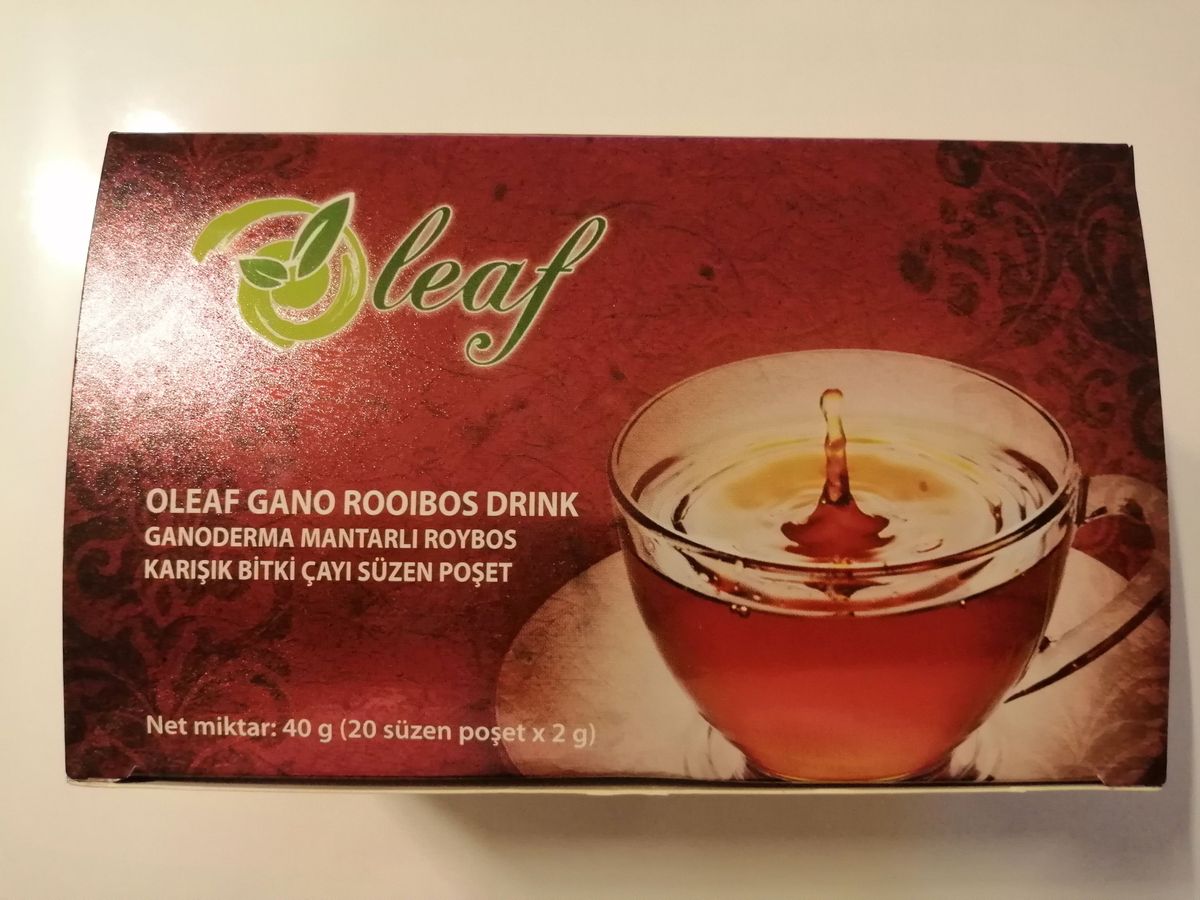 Oleaf
OLEAF GANO ROOIBOS DRINK
GANODERMA MANTARLI ROYBOS
KARIŞIK BİTKİ ÇAYI SÜZEN POŞET
Net miktar: 40 g (20 süzen poşet x 2 g)